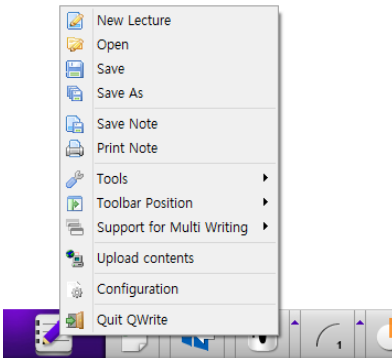 New Lecture
Open
Save
Save As
Save Note
Print Note
Tools
Toolbar Position
Support for Multi Writing
Upload contents
Configuration
Quit QWrite
1